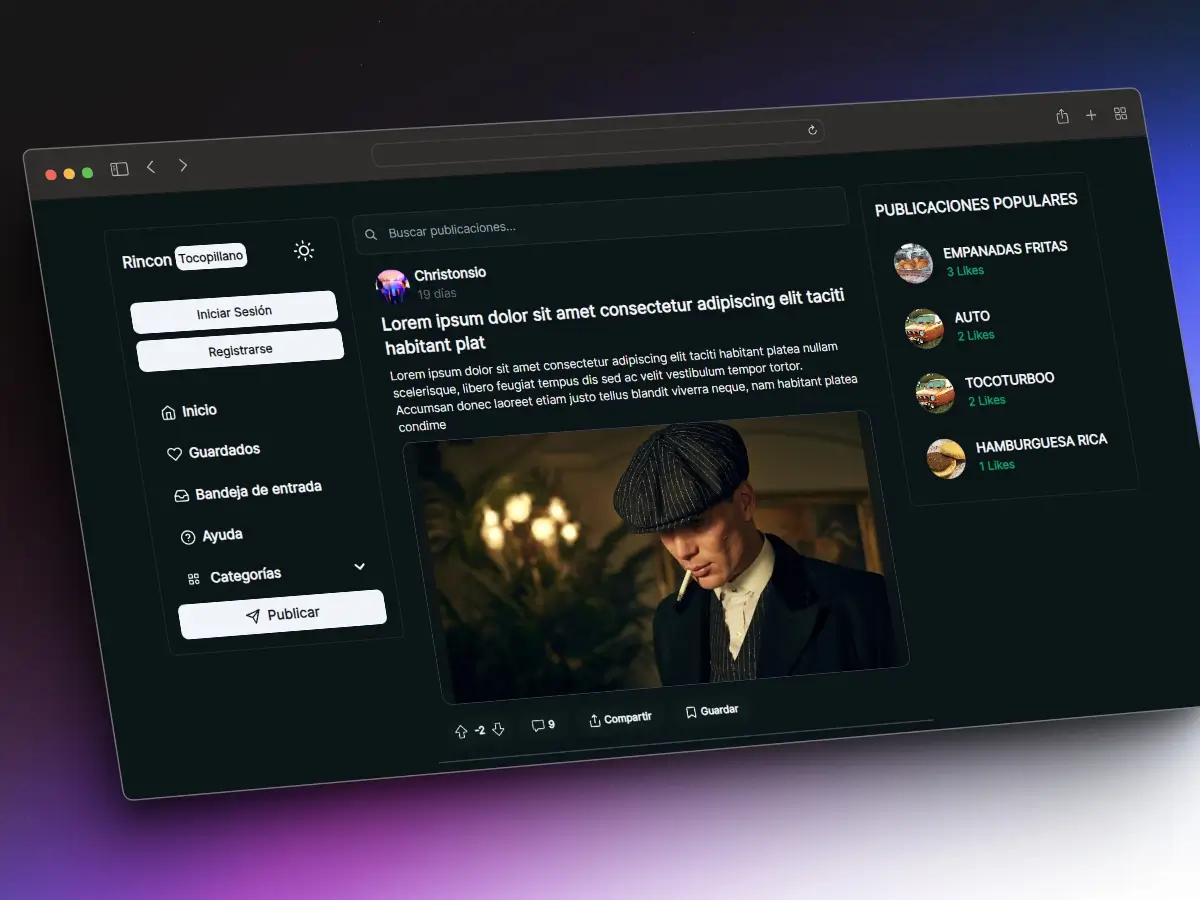 Rincon Tocopillano
Iniciar Sesión
Registrarse
Inicio
Guardados
Bandeja de entrada
Ayuda
Categorías
Publicar
Buscar publicaciones...
Christonsio
19 días
Lorem ipsum dolor sit amet consectetur adipiscing elit taciti
habitant plat
Lorem ipsum dolor sit amet consectetur adipiscing elit taciti habitant platea nullam
scelerisque, libero feugiat tempus dis sed ac velit vestibulum tempor tortor.
Accumsan donec laoreet etiam justo tellus blandit viverra neque, nam habitant platea
condime
-2
9
Compartir
Guardar
PUBLICACIONES POPULARES
EMPANADAS FRITAS
3 Likes
AUTO
2 Likes
TOCOTURBOO
2 Likes
HAMBURGUESA RICA
1 Likes